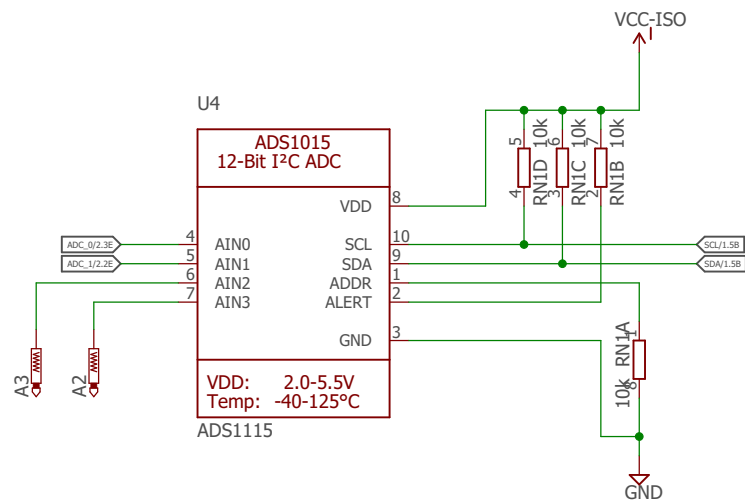 VCC-ISO
U4
ADS1015
12-Bit I²C ADC
5
10k
6
10k
7
10k
4
RN1D
3
RN1C
2
RN1B
VDD
8
ADC_0/2.3E
4
AIN0
SCL
10
SCL/1.5B
ADC_1/2.2E
5
AIN1
SDA
9
SDA/1.5B
6
AIN2
ADDR
1
7
AIN3
ALERT
2
GND
3
1
RN1A
10k
8
A3
A2
VDD: 2.0-5.5V
Temp: -40-125°C
ADS1115
GND